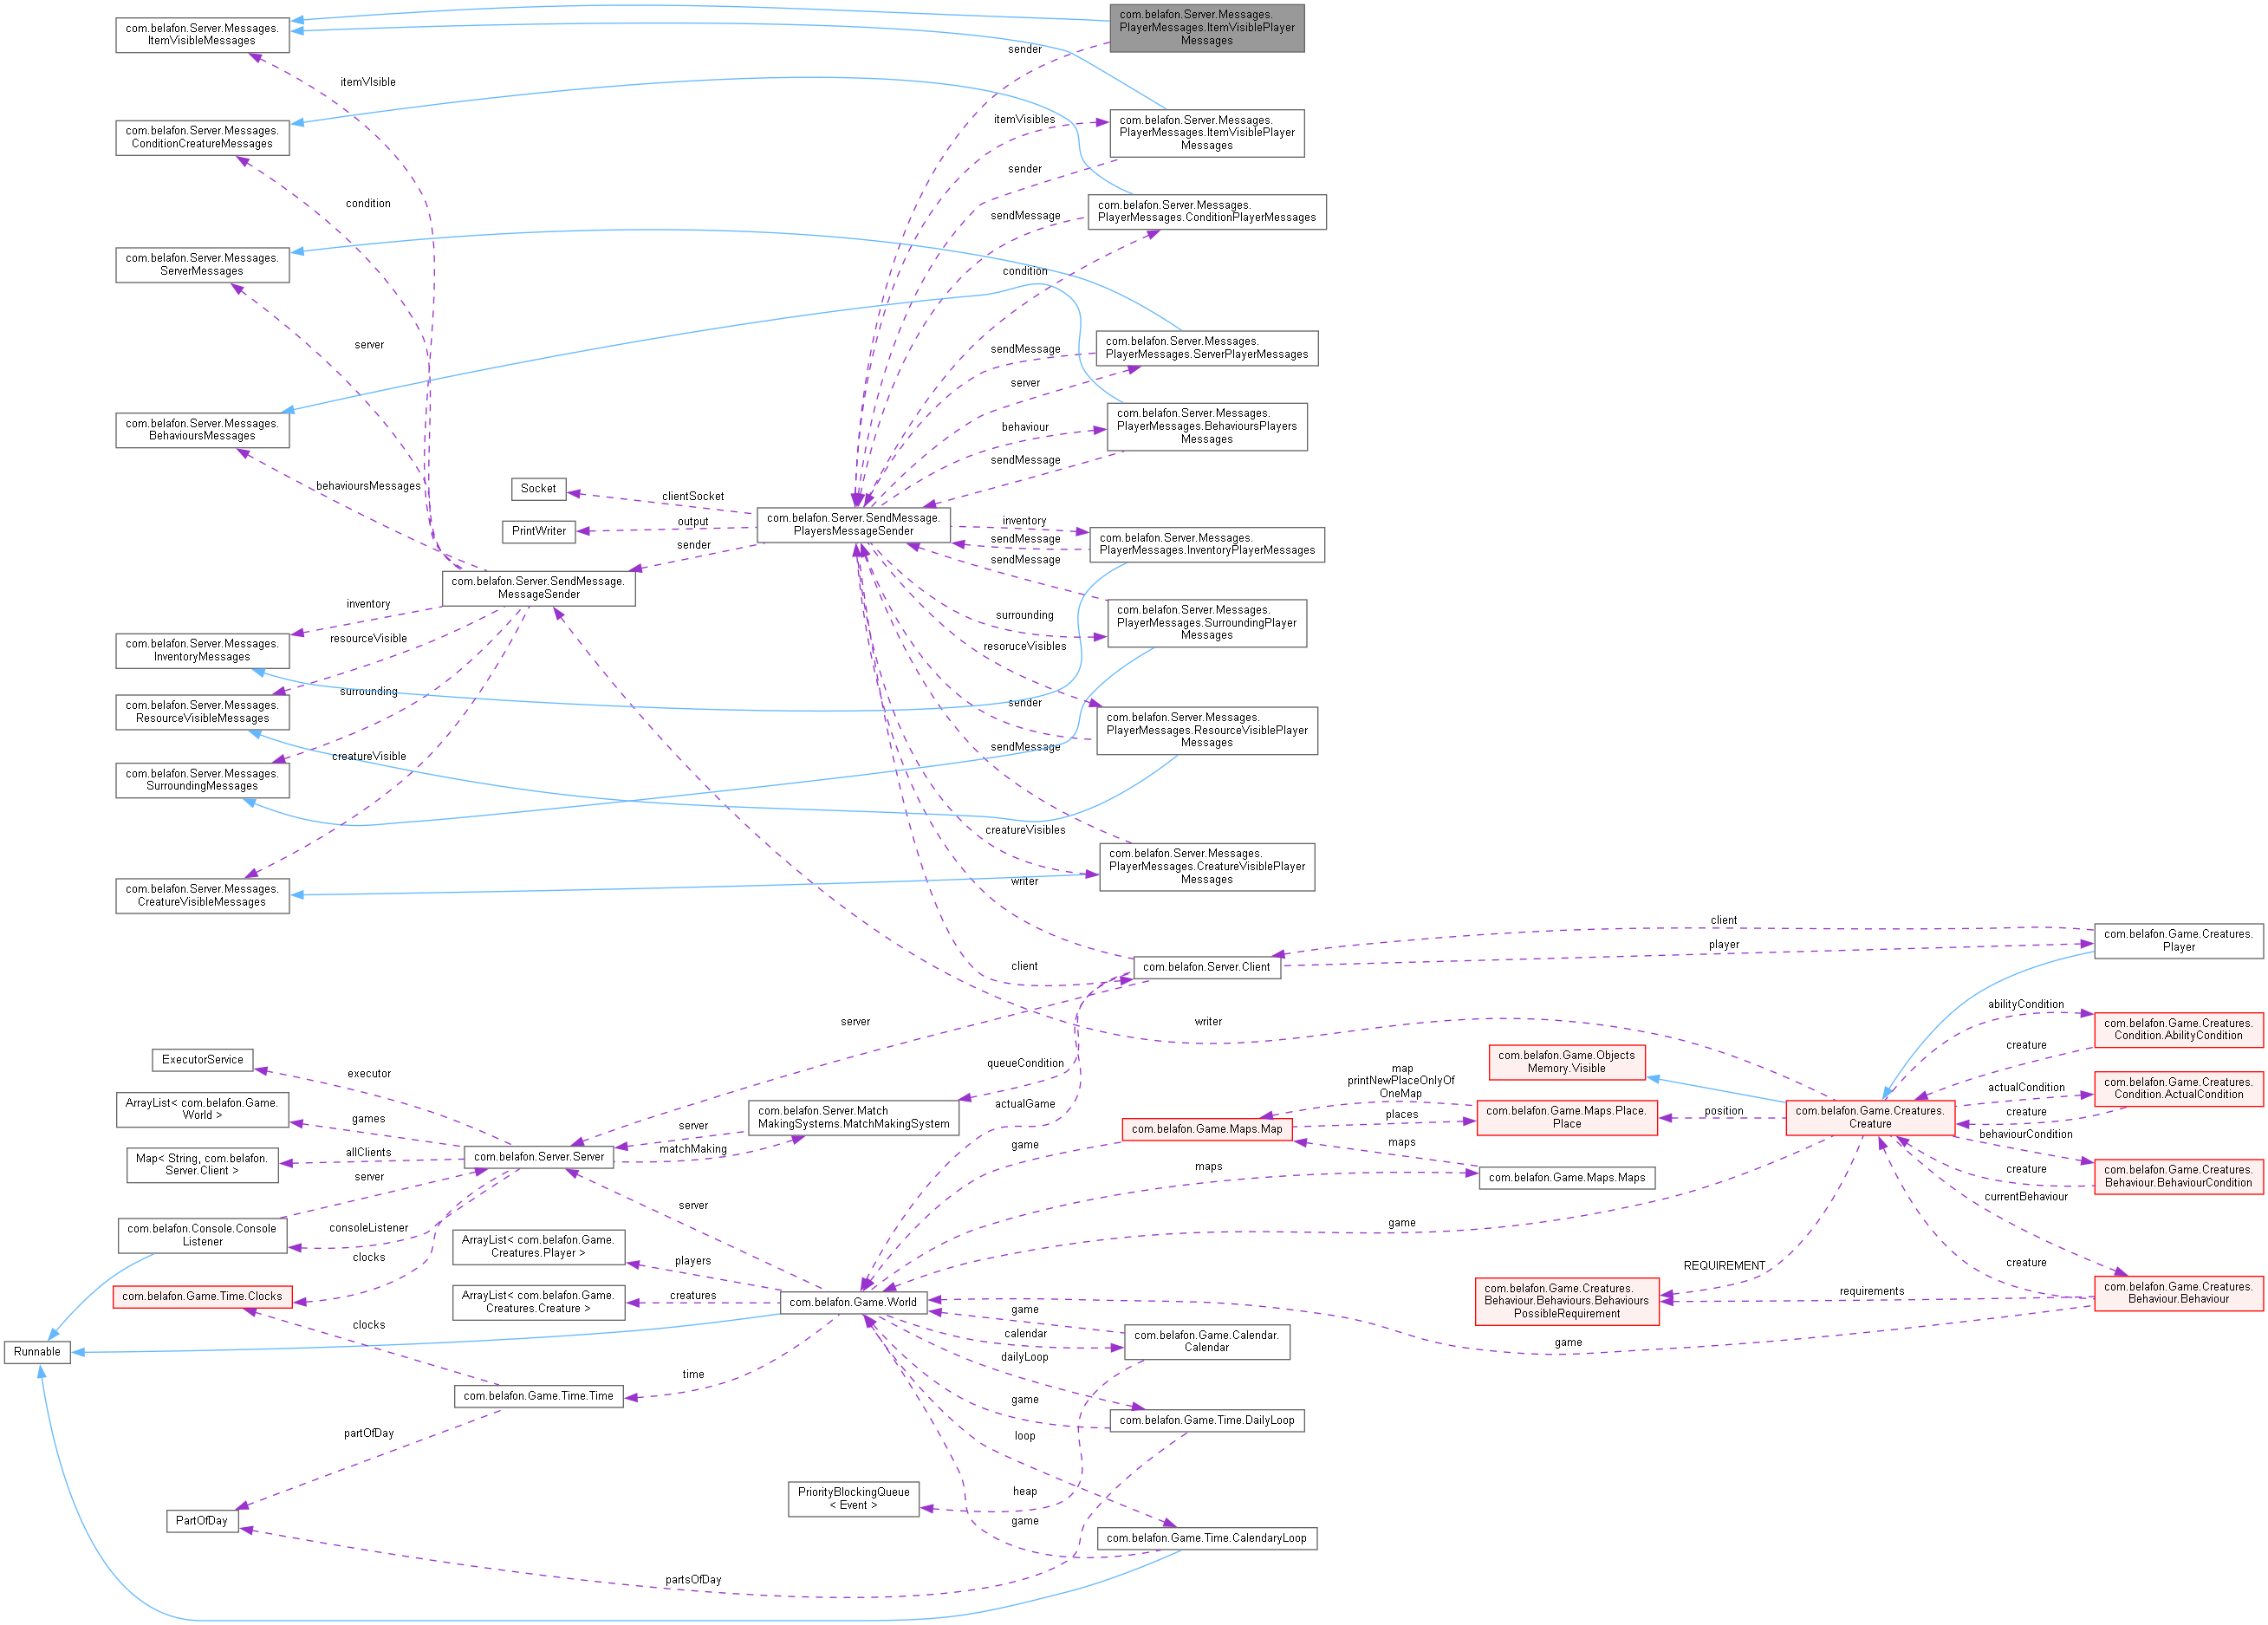 com.belafon.Server.Messages.
PlayerMessages.ItemVisiblePlayer
Messages
com.belafon.Server.Messages.
ItemVisibleMessages
sender
itemVIsible
com.belafon.Server.Messages.
ConditionCreatureMessages
itemVisibles
com.belafon.Server.Messages.
PlayerMessages.ItemVisiblePlayer
Messages
sender
condition
sendMessage
com.belafon.Server.Messages.
PlayerMessages.ConditionPlayerMessages
com.belafon.Server.Messages.
ServerMessages
condition
server
sendMessage
com.belafon.Server.Messages.
PlayerMessages.ServerPlayerMessages
server
com.belafon.Server.Messages.
BehavioursMessages
behaviour
com.belafon.Server.Messages.
PlayerMessages.BehavioursPlayers
Messages
sendMessage
behavioursMessages
Socket
clientSocket
PrintWriter
output
com.belafon.Server.SendMessage.
PlayersMessageSender
inventory
sendMessage
com.belafon.Server.Messages.
PlayerMessages.InventoryPlayerMessages
sender
sendMessage
com.belafon.Server.SendMessage.
MessageSender
inventory
surrounding
com.belafon.Server.Messages.
PlayerMessages.SurroundingPlayer
Messages
com.belafon.Server.Messages.
InventoryMessages
resourceVisible
resoruceVisibles
com.belafon.Server.Messages.
ResourceVisibleMessages
surrounding
sender
com.belafon.Server.Messages.
PlayerMessages.ResourceVisiblePlayer
Messages
com.belafon.Server.Messages.
SurroundingMessages
creatureVisible
sendMessage
creatureVisibles
com.belafon.Server.Messages.
PlayerMessages.CreatureVisiblePlayer
Messages
com.belafon.Server.Messages.
CreatureVisibleMessages
writer
client
com.belafon.Game.Creatures.
Player
player
client
com.belafon.Server.Client
server
writer
abilityCondition
com.belafon.Game.Creatures.
Condition.AbilityCondition
creature
ExecutorService
executor
queueCondition
com.belafon.Game.Objects
Memory.Visible
map
printNewPlaceOnlyOf
OneMap
actualCondition
com.belafon.Game.Creatures.
Condition.ActualCondition
creature
ArrayList< com.belafon.Game.
World >
games
com.belafon.Server.Match
MakingSystems.MatchMakingSystem
actualGame
com.belafon.Game.Maps.Map
places
com.belafon.Game.Maps.Place.
Place
position
com.belafon.Game.Creatures.
Creature
server
game
maps
behaviourCondition
Map< String, com.belafon.
Server.Client >
allClients
com.belafon.Server.Server
matchMaking
server
maps
com.belafon.Game.Maps.Maps
creature
com.belafon.Game.Creatures.
Behaviour.BehaviourCondition
currentBehaviour
com.belafon.Console.Console
Listener
consoleListener
server
game
clocks
ArrayList< com.belafon.Game.
Creatures.Player >
players
REQUIREMENT
creature
com.belafon.Game.Time.Clocks
ArrayList< com.belafon.Game.
Creatures.Creature >
creatures
com.belafon.Game.World
com.belafon.Game.Creatures.
Behaviour.Behaviours.Behaviours
PossibleRequirement
requirements
com.belafon.Game.Creatures.
Behaviour.Behaviour
clocks
game
calendar
com.belafon.Game.Calendar.
Calendar
game
Runnable
time
dailyLoop
com.belafon.Game.Time.Time
game
com.belafon.Game.Time.DailyLoop
partOfDay
loop
PriorityBlockingQueue
< Event >
heap
PartOfDay
game
com.belafon.Game.Time.CalendaryLoop
partsOfDay